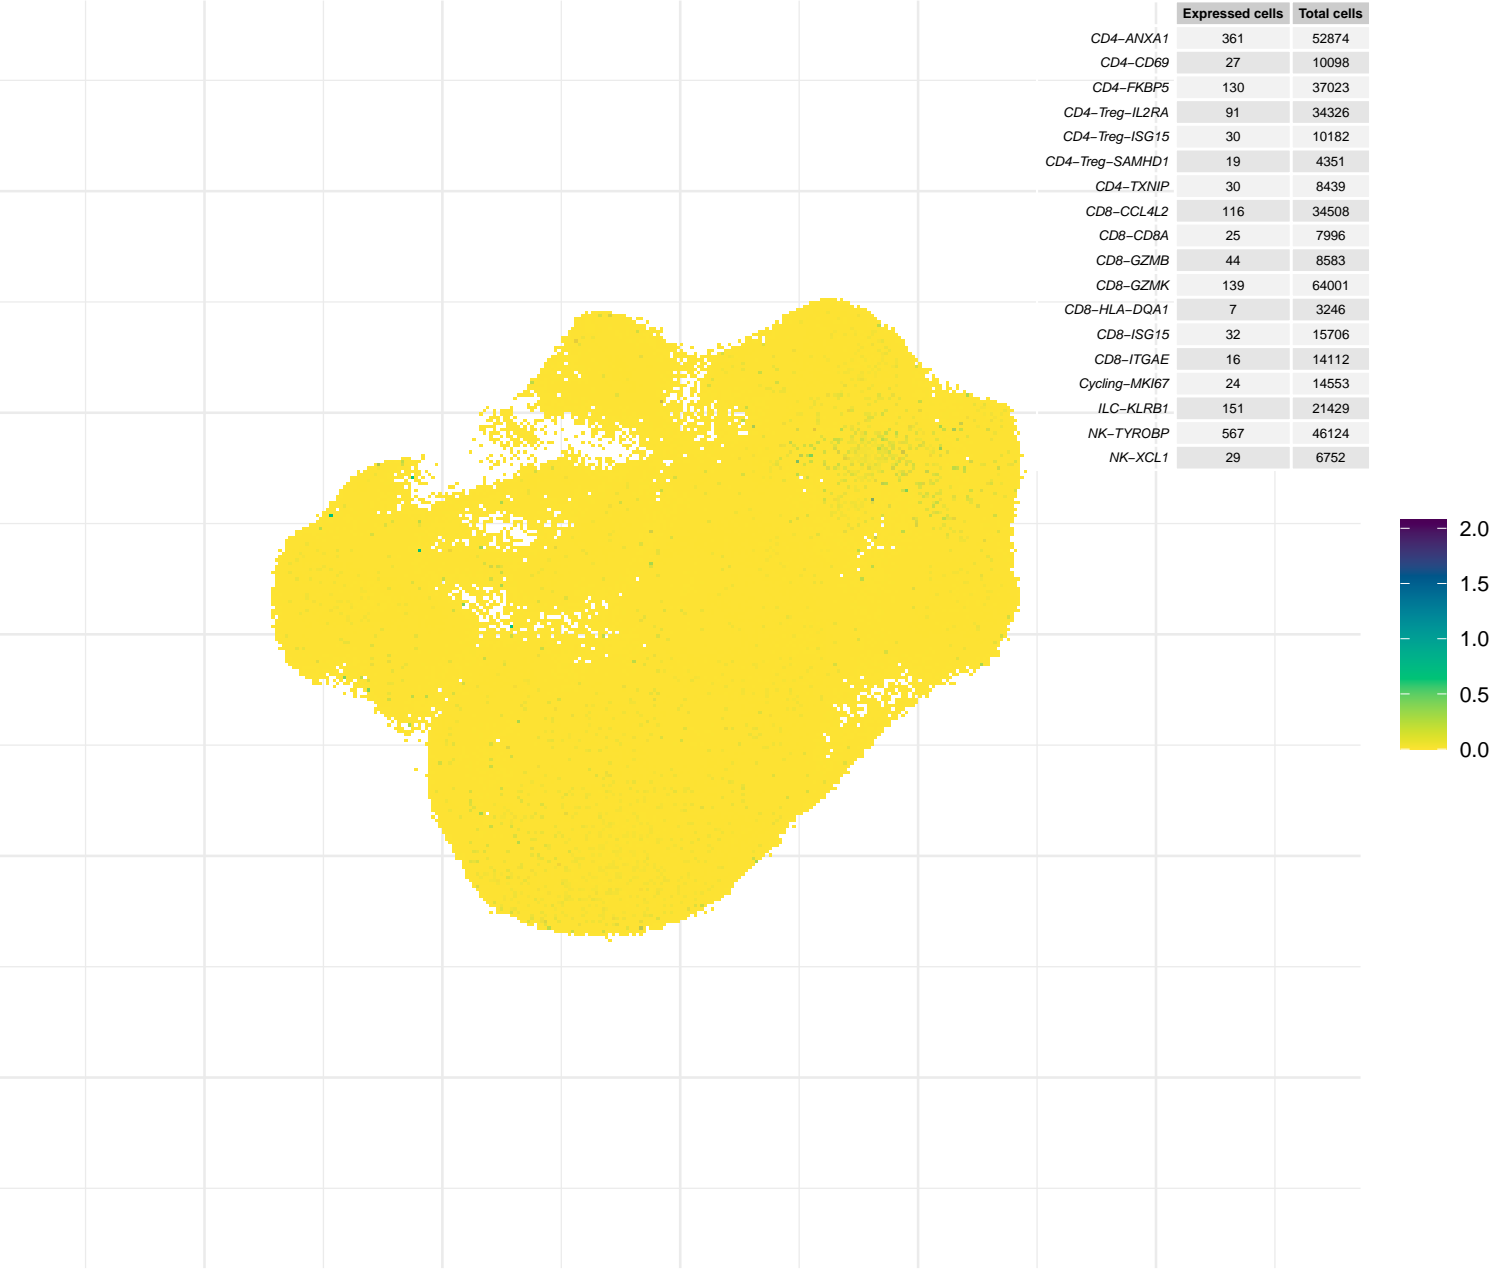 Expressed cells Total cells
CD4−ANXA1 361 52874
CD4−CD69 27 10098
CD4−FKBP5 130 37023
CD4−Treg−IL2RA 91 34326
CD4−Treg−ISG15 30 10182
CD4−Treg−SAMHD1 19 4351
CD4−TXNIP 30 8439
CD8−CCL4L2 116 34508
CD8−CD8A 25 7996
CD8−GZMB 44 8583
CD8−GZMK 139 64001
CD8−HLA−DQA1 7 3246
CD8−ISG15 32 15706
CD8−ITGAE 16 14112
Cycling−MKI67 24 14553
ILC−KLRB1 151 21429
NK−TYROBP 567 46124
NK−XCL1 29 6752
2.0
1.5
1.0
0.5
0.0